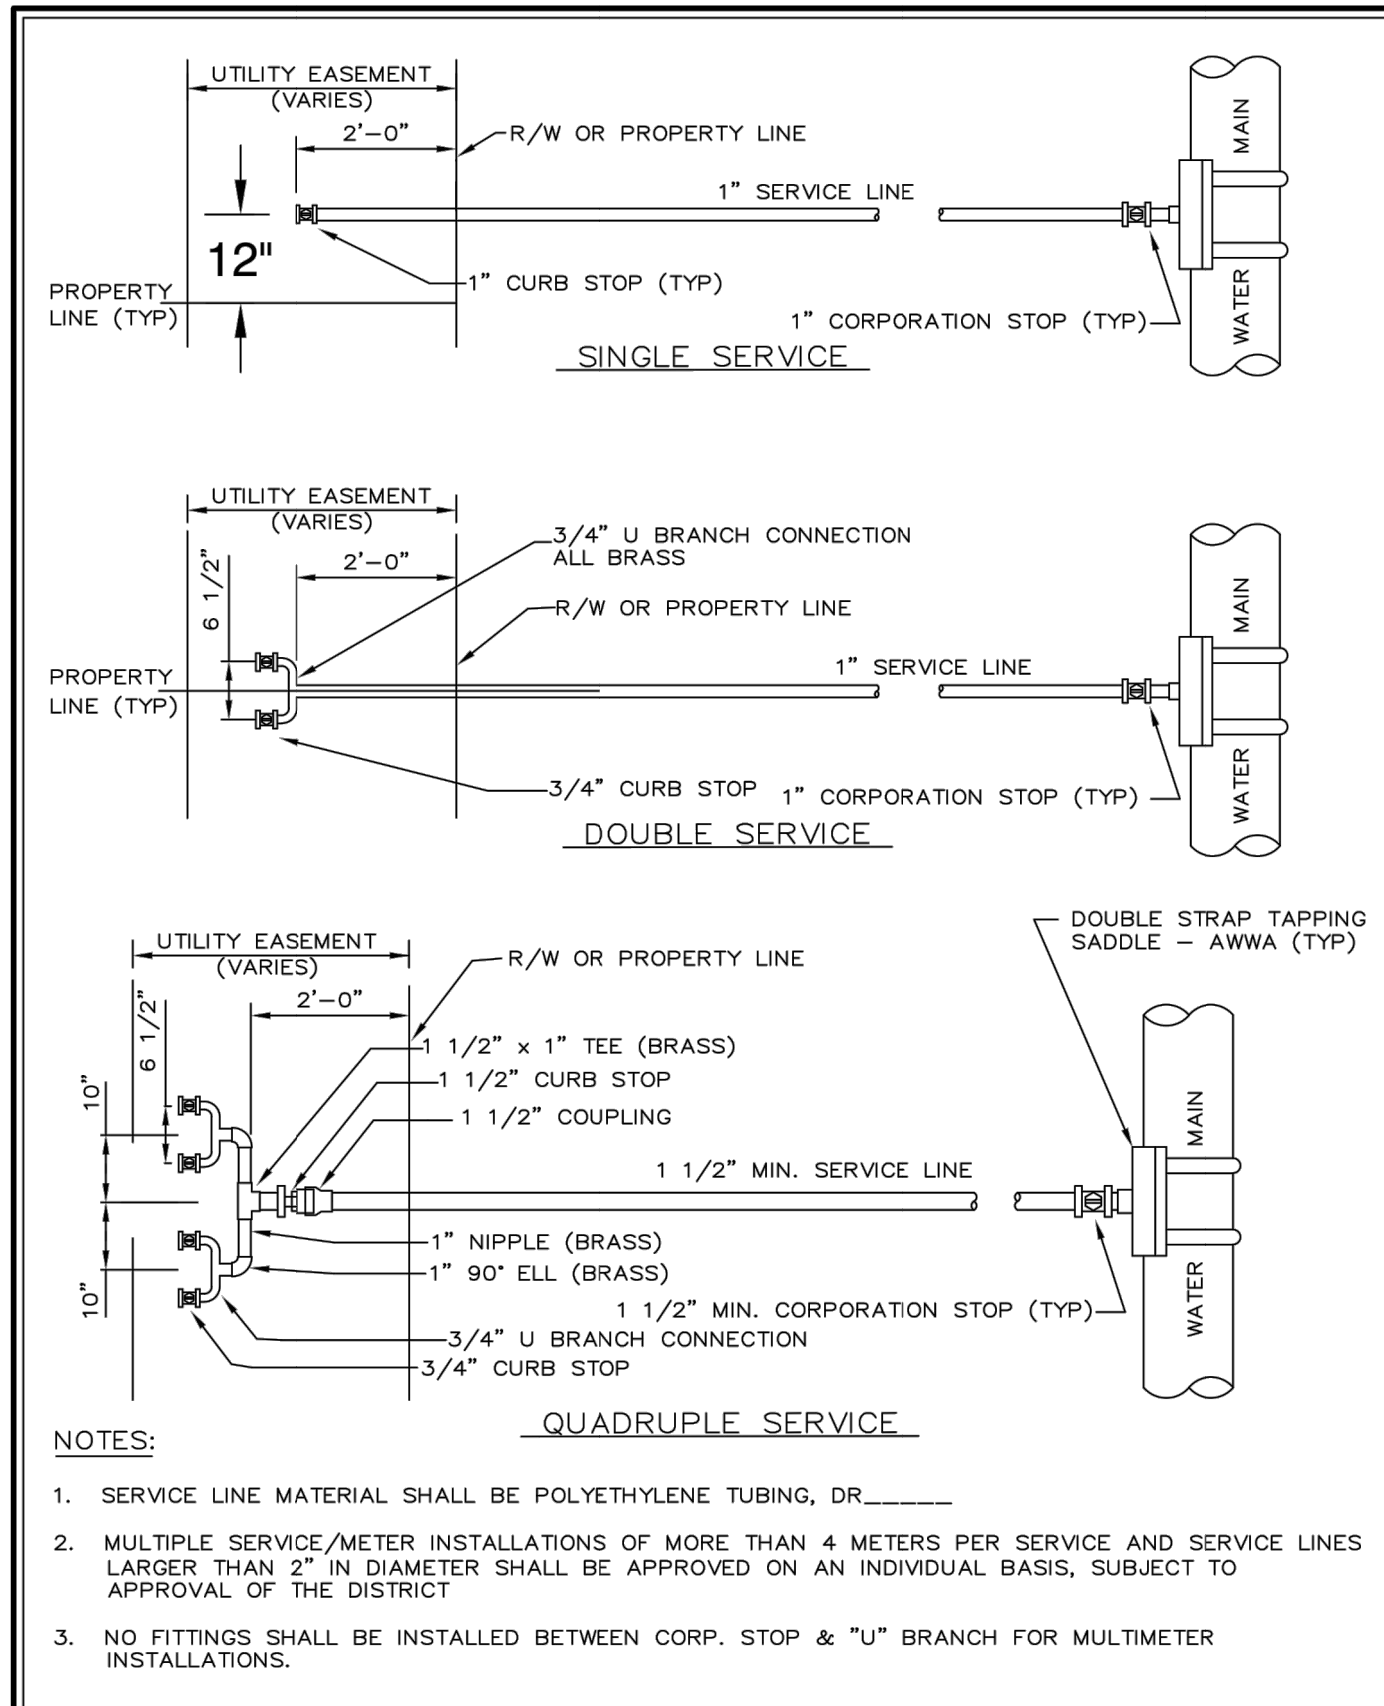 UTILITY EASEMENT
(VARIES)
2'-0"
R/W OR PROPERTY LINE
1" SERVICE LINE
MAIN
12"
1" CURB STOP (TYP)
PROPERTY
LINE (TYP)
1" CORPORATION STOP (TYP)
WATER
SINGLE SERVICE
UTILITY EASEMENT
(VARIES)
3/4" U BRANCH CONNECTION
ALL BRASS
2'-0"
6 1/2"
R/W OR PROPERTY LINE
MAIN
1" SERVICE LINE
PROPERTY
LINE (TYP)
3/4" CURB STOP
1" CORPORATION STOP (TYP)
WATER
DOUBLE SERVICE
DOUBLE STRAP TAPPING
SADDLE - AWWA (TYP)
UTILITY EASEMENT
(VARIES)
R/W OR PROPERTY LINE
2'-0"
6 1/2"
10"
1 1/2" x 1" TEE (BRASS)
1 1/2" CURB STOP
1 1/2" COUPLING
MAIN
1 1/2" MIN. SERVICE LINE
1" NIPPLE (BRASS)
1" 90° ELL (BRASS)
10"
1 1/2" MIN. CORPORATION STOP (TYP)
WATER
3/4" U BRANCH CONNECTION
3/4" CURB STOP
QUADRUPLE SERVICE
NOTES:
1. SERVICE LINE MATERIAL SHALL BE POLYETHYLENE TUBING, DR_____
2. MULTIPLE SERVICE/METER INSTALLATIONS OF MORE THAN 4 METERS PER SERVICE AND SERVICE LINES
LARGER THAN 2" IN DIAMETER SHALL BE APPROVED ON AN INDIVIDUAL BASIS, SUBJECT TO
APPROVAL OF THE DISTRICT
3. NO FITTINGS SHALL BE INSTALLED BETWEEN CORP. STOP & "U" BRANCH FOR MULTIMETER
INSTALLATIONS.